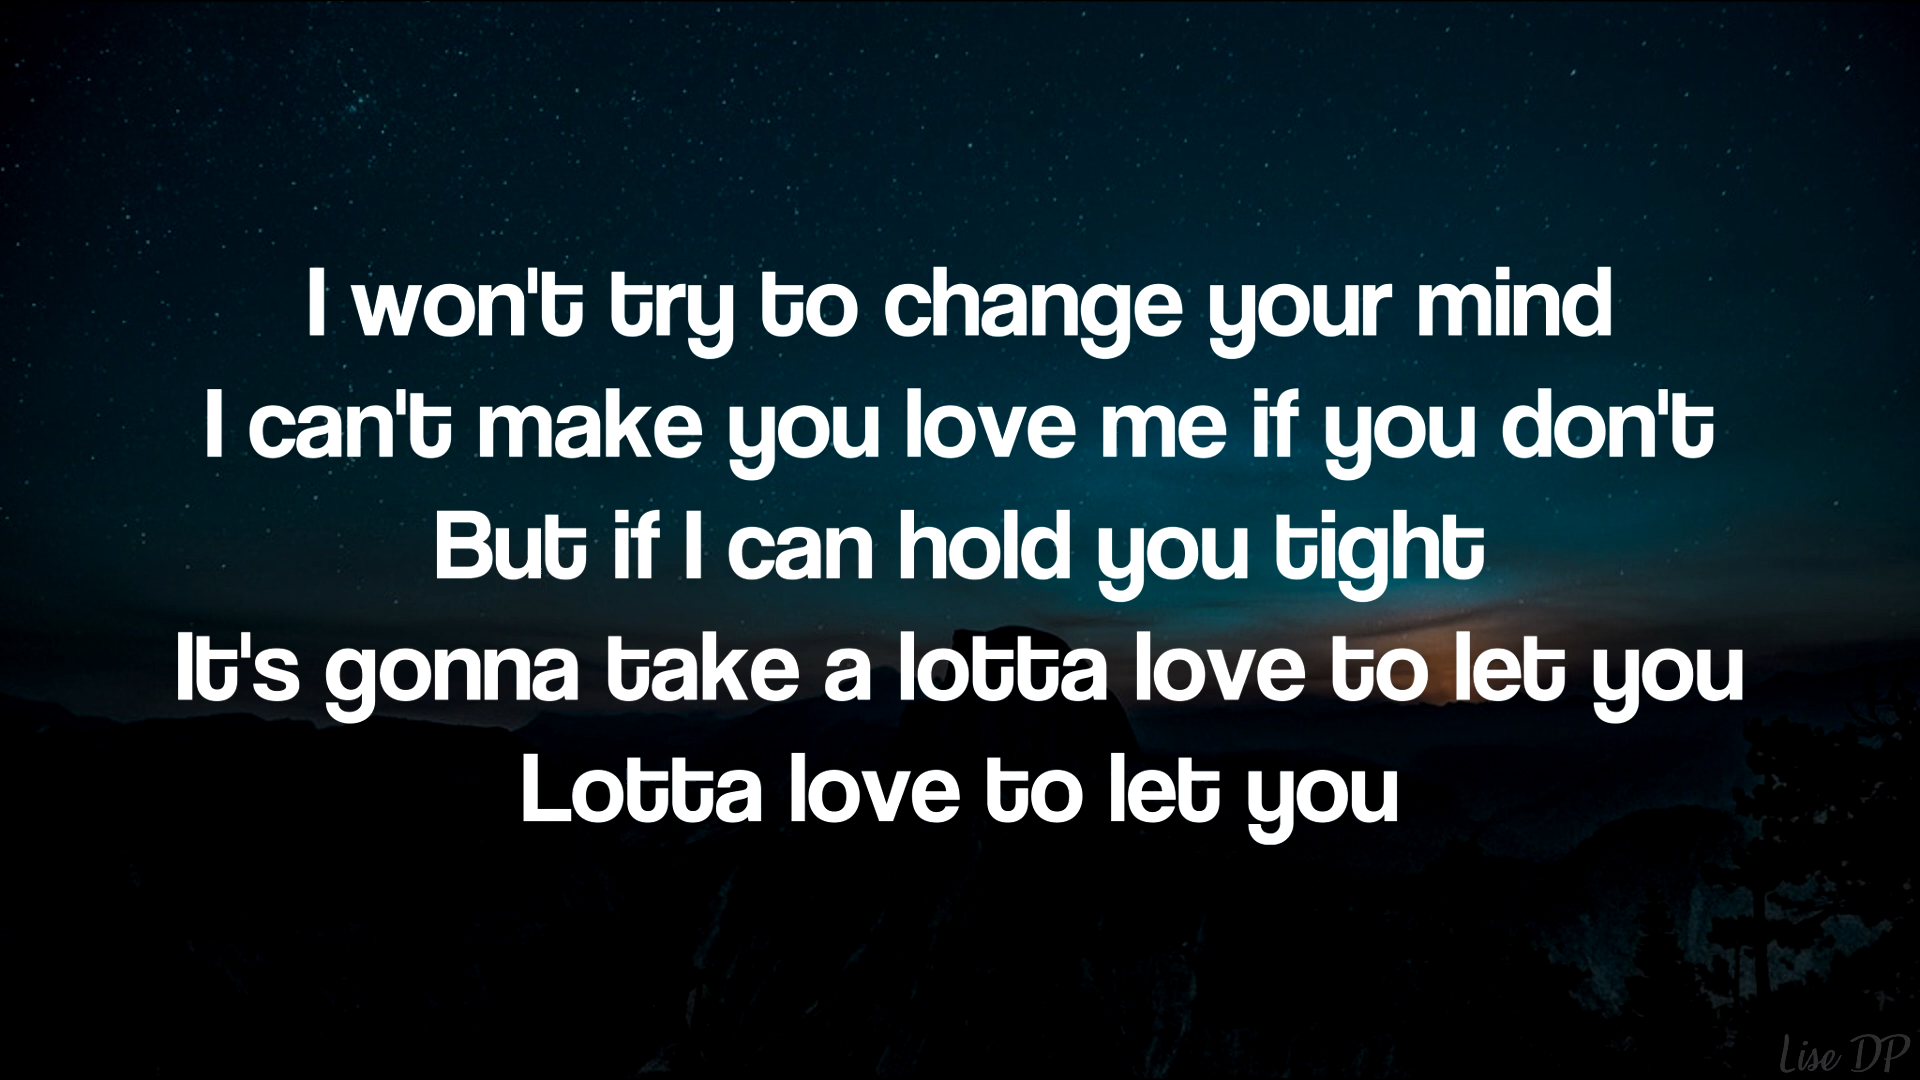 I won't try to change your mind
I can't make you love me if you don't
But if I can hold you tight
It's gonna take a lotta love to let you
Lotta love to let you
Lise DP